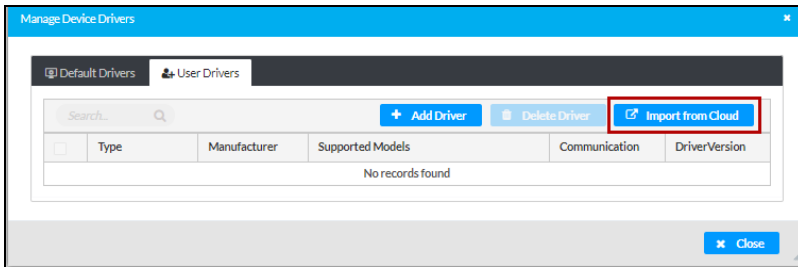 Manage Device Drivers
Default Drivers User Drivers
Search... + Add Driver Delete Driver Import from Cloud
Type Manufacturer Supported Models Communication DriverVersion
No records found
Close